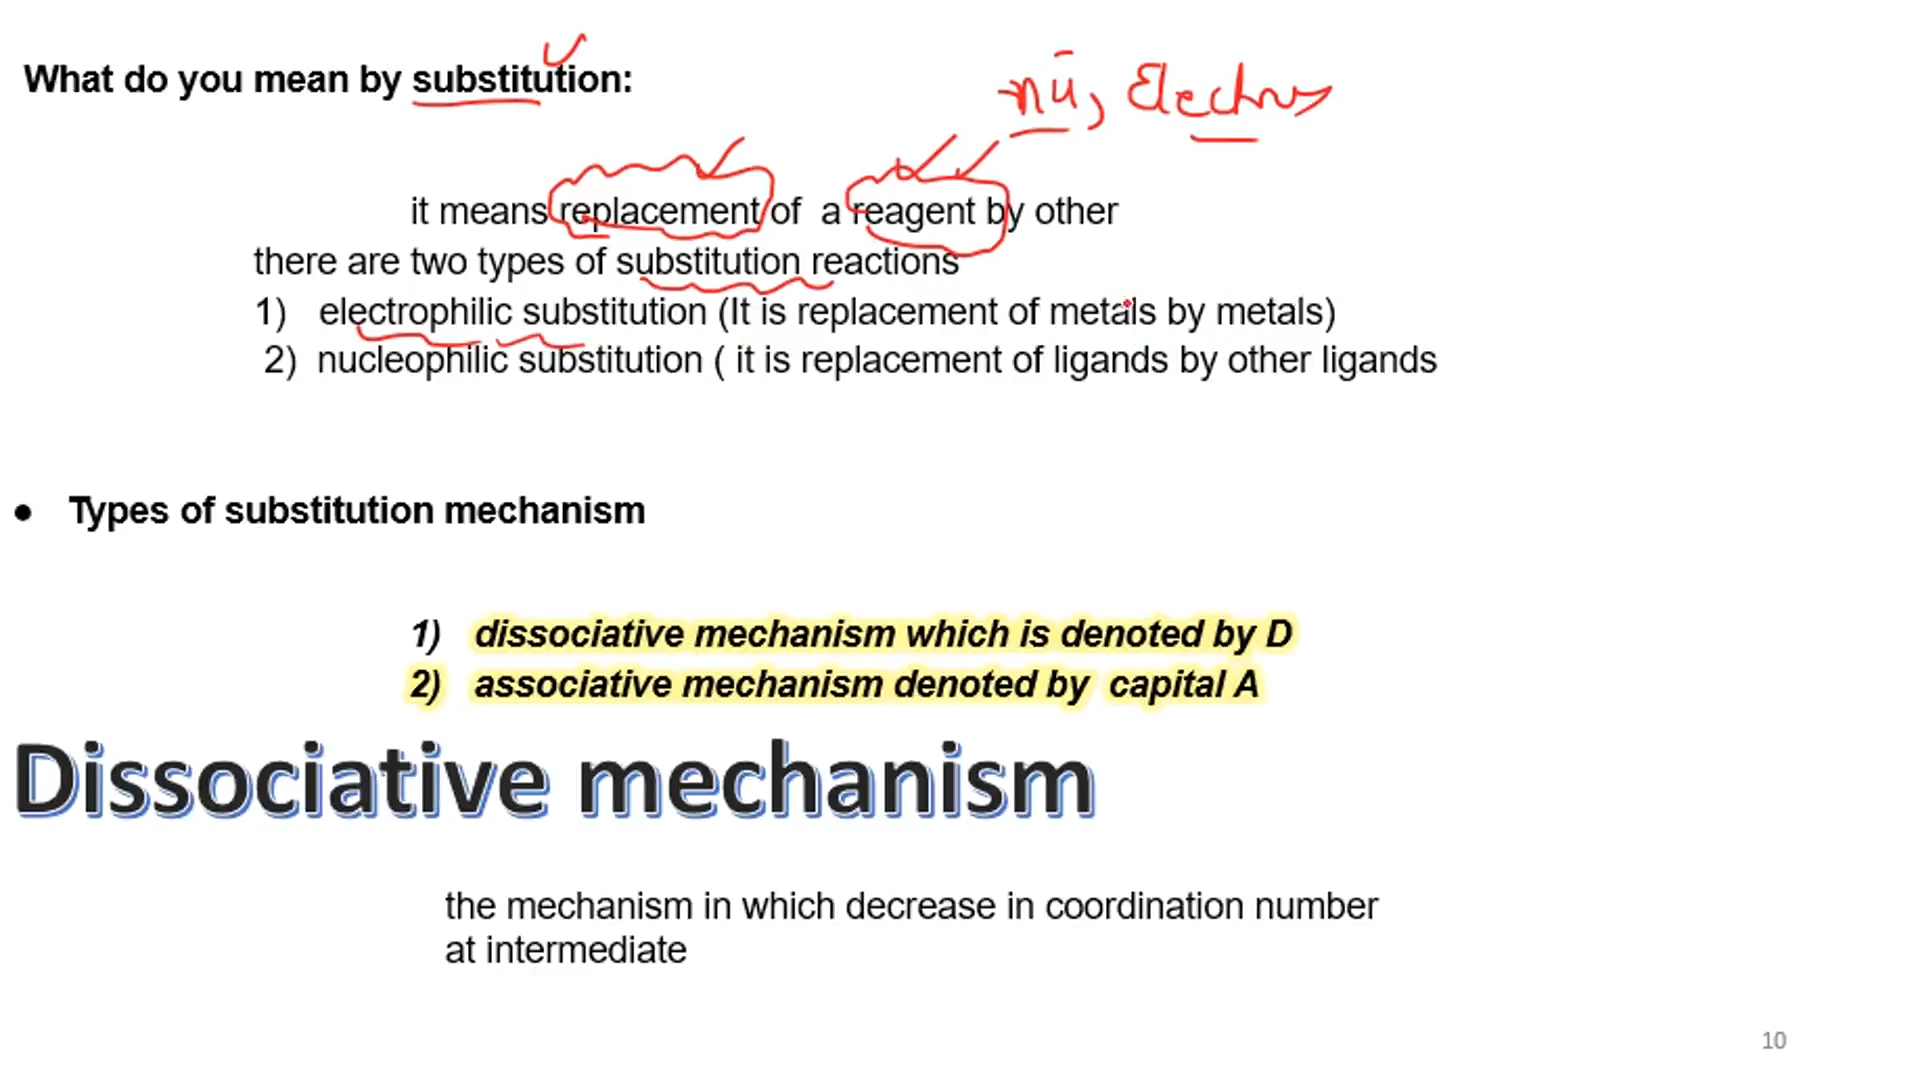 What do you mean by substitution:
nu, Electro
it means replacement of a reagent by other
there are two types of substitution reactions
1) electrophilic substitution (It is replacement of metals by metals)
2) nucleophilic substitution ( it is replacement of ligands by other ligands
● Types of substitution mechanism
1) dissociative mechanism which is denoted by D
2) associative mechanism denoted by capital A
Dissociative mechanism
the mechanism in which decrease in coordination number
at intermediate
10